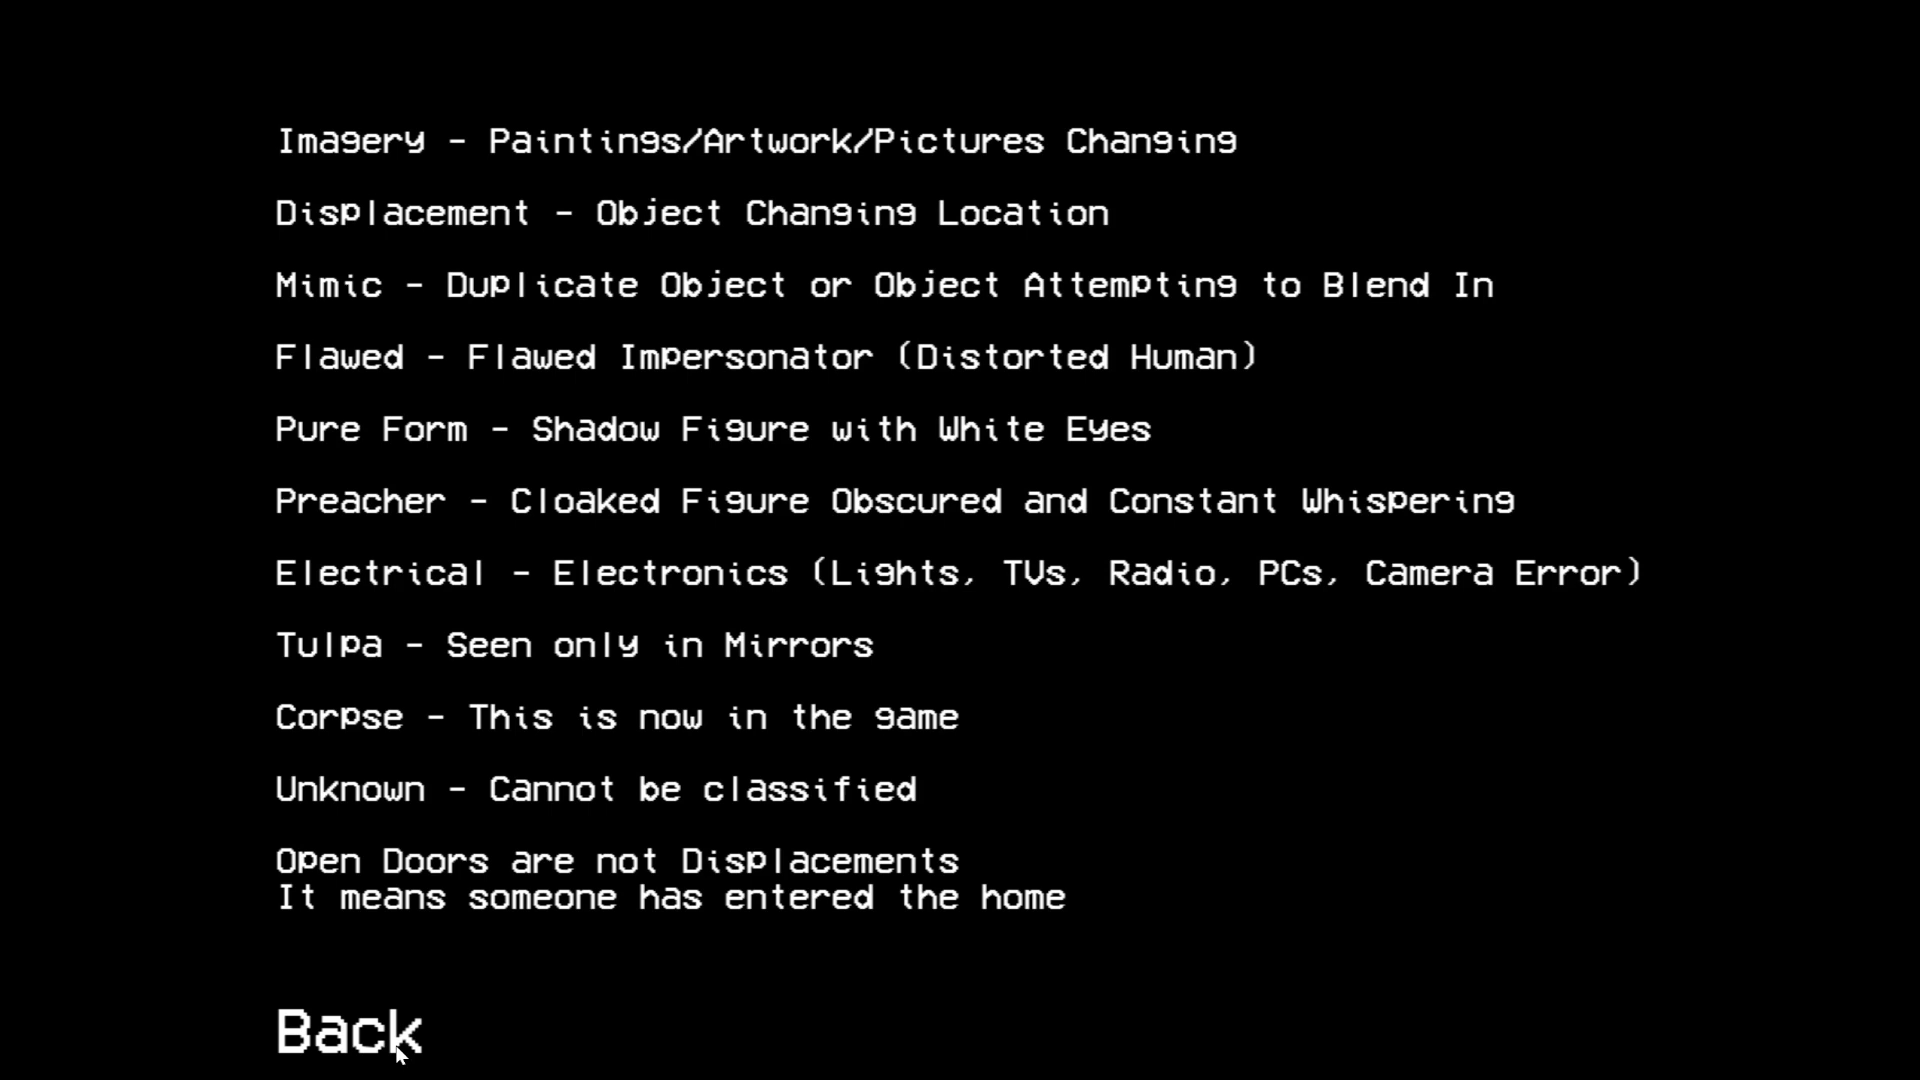 Imagery - Paintings/Artwork/Pictures Changing
Displacement - Object Changing Location
Mimic - Duplicate Object or Object Attempting to Blend In
Flawed - Flawed Impersonator (Distorted Human)
Pure Form - Shadow Figure with White Eyes
Preacher - Cloaked Figure Obscured and Constant Whispering
Electrical - Electronics (Lights, TVs, Radio, PCs, Camera Error)
Tulpa - Seen only in Mirrors
Corpse - This is now in the game
Unknown - Cannot be classified
Open Doors are not Displacements
It means someone has entered the home
Back